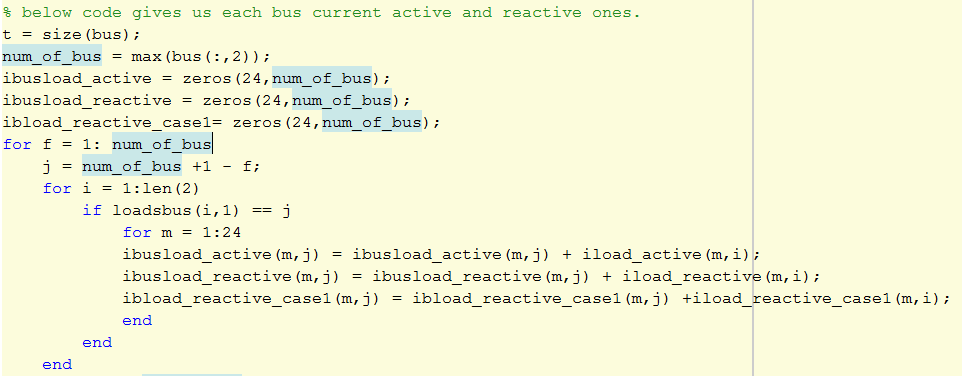 % below code gives us each bus current active and reactive ones.
t = size(bus);
num_of_bus = max(bus(:,2));
ibusload_active = zeros(24,num_of_bus);
ibusload_reactive = zeros(24,num_of_bus);
ibload_reactive_case1= zeros(24,num_of_bus);
for f = 1: num_of_bus
    j = num_of_bus +1 - f;
    for i = 1:len(2)
        if loadsbus(i,1) == j
            for m = 1:24
            ibusload_active(m,j) = ibusload_active(m,j) + iload_active(m,i);
            ibusload_reactive(m,j) = ibusload_reactive(m,j) + iload_reactive(m,i);
            ibload_reactive_case1(m,j) = ibload_reactive_case1(m,j) +iload_reactive_case1(m,i);
            end
        end
    end